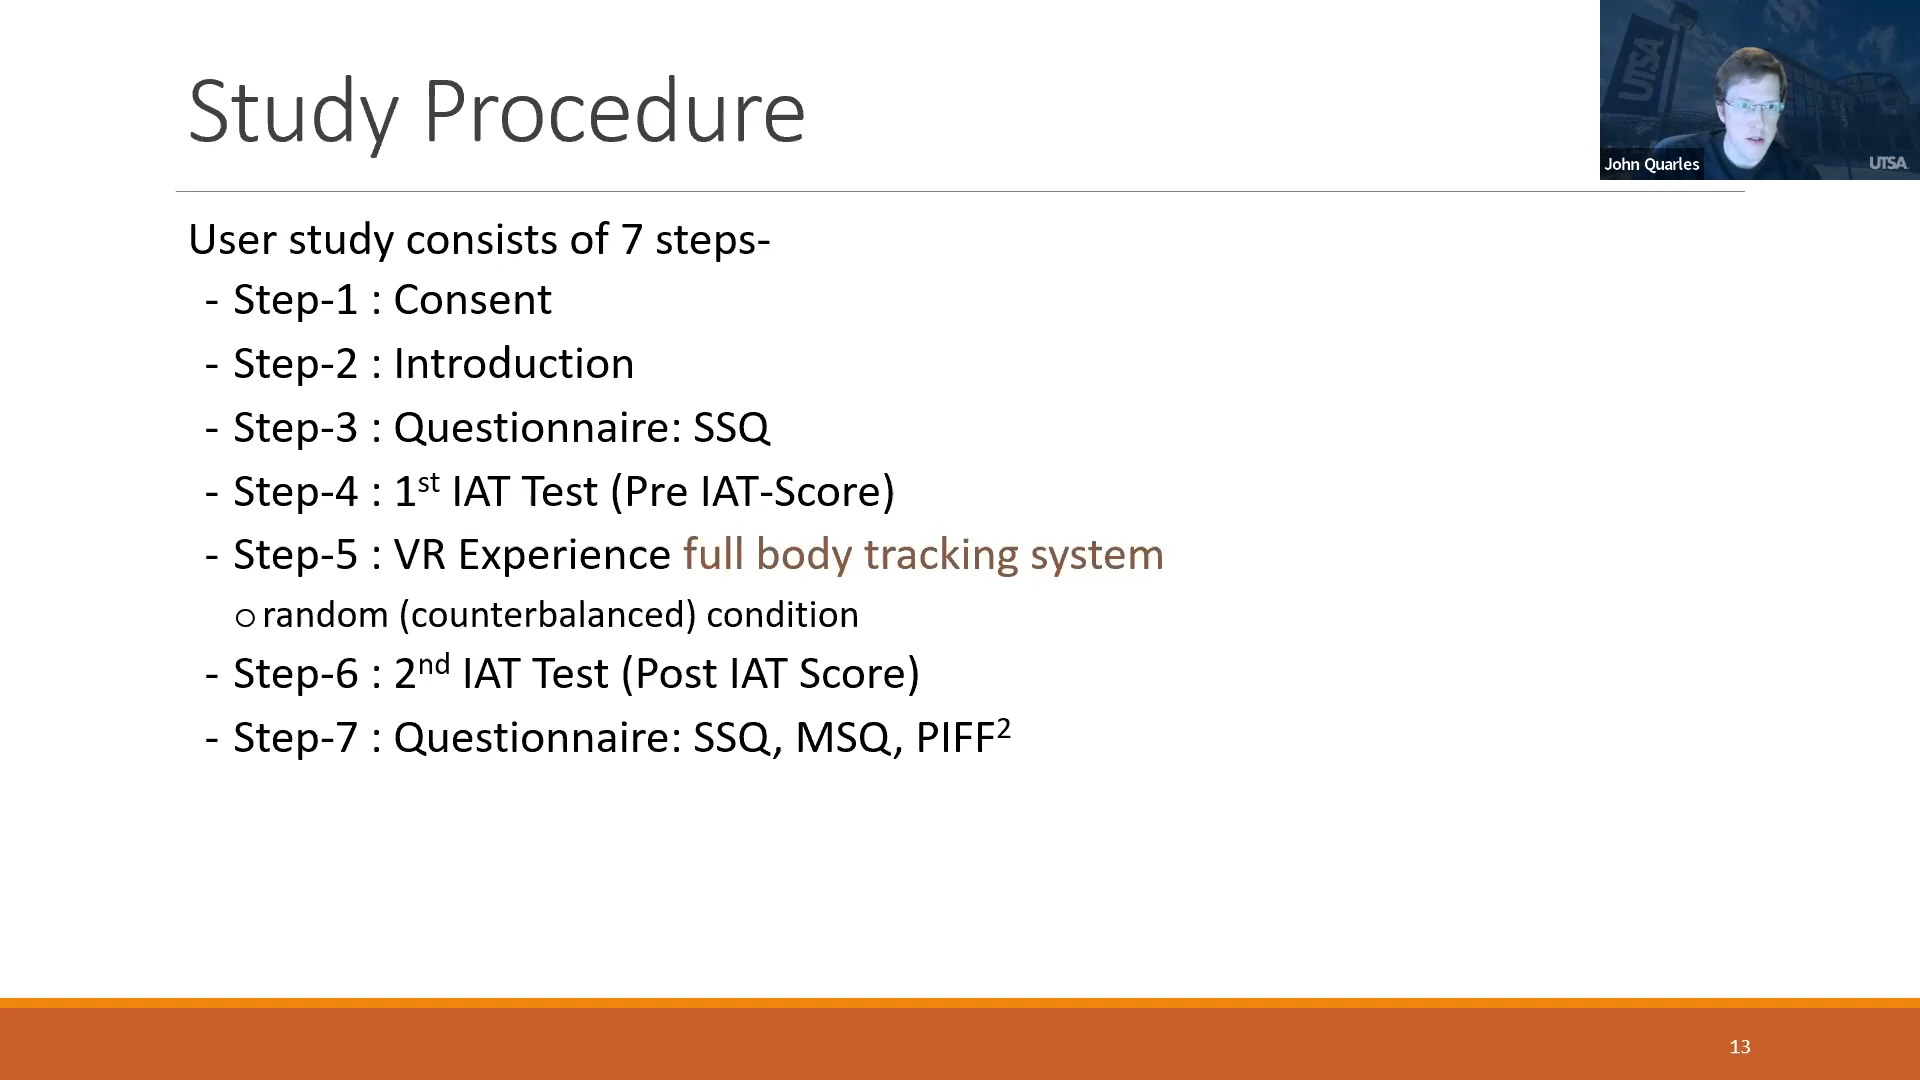 Study Procedure
UTSA
John Quarles
UTSA
User study consists of 7 steps-
- Step-1 : Consent
- Step-2 : Introduction
- Step-3 : Questionnaire: SSQ
- Step-4 : 1st IAT Test (Pre IAT-Score)
- Step-5 : VR Experience full body tracking system
o random (counterbalanced) condition
- Step-6 : 2nd IAT Test (Post IAT Score)
- Step-7 : Questionnaire: SSQ, MSQ, PIFF²
13